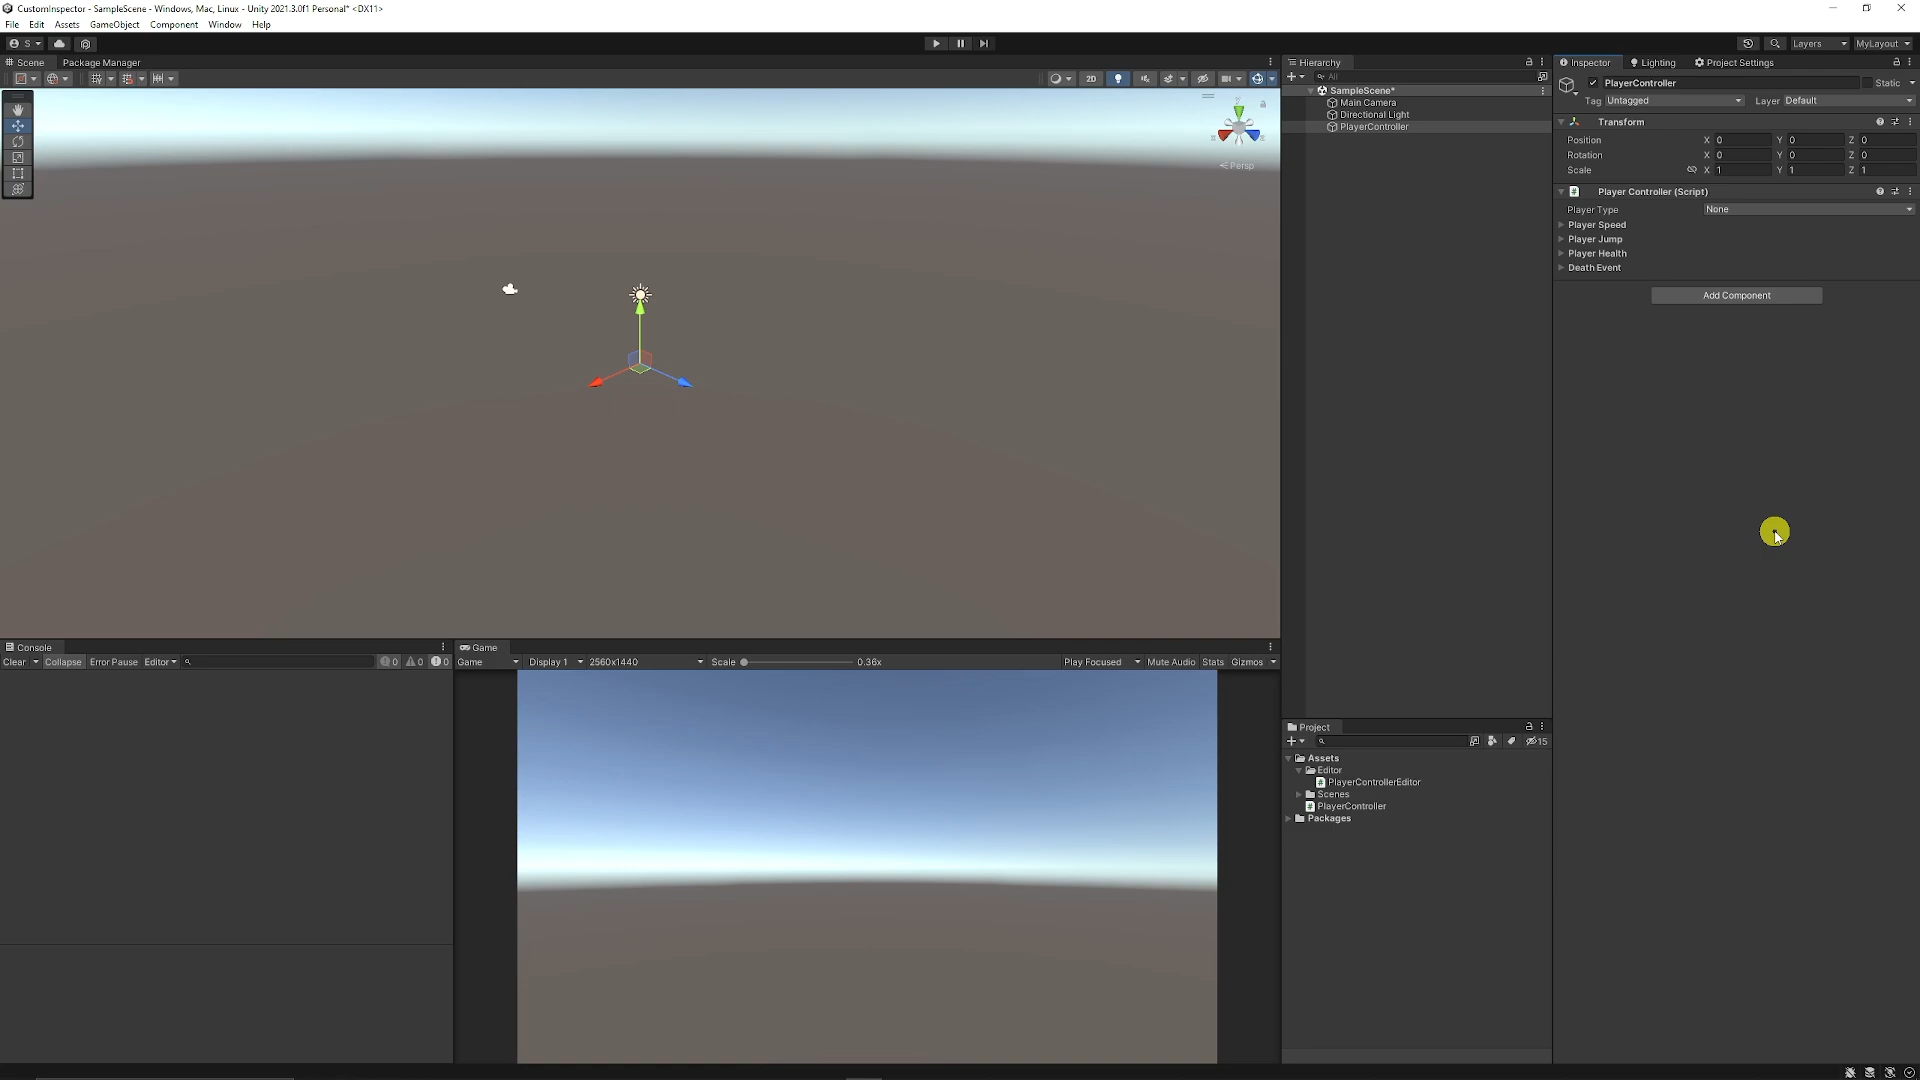 CustomInspector - SampleScene - Windows, Mac, Linux - Unity 2021.3.0f1 Personal* <DX11>
File Edit Assets GameObject Component Window Help
S
Layers MyLayout
Scene Package Manager
2D
Persp
Hierarchy
All
SampleScene*
Main Camera
Directional Light
PlayerController
Inspector Lighting Project Settings
PlayerController Static
Tag Untagged Layer Default
Transform
Position X 0 Y 0 Z 0
Rotation X 0 Y 0 Z 0
Scale X 1 Y 1 Z 1
Player Controller (Script)
Player Type None
Player Speed
Player Jump
Player Health
Death Event
Add Component
Console
Clear Collapse Error Pause Editor 0 0 0
Game
Game Display 1 2560x1440 Scale 0.36x Play Focused Mute Audio Stats Gizmos
Project
15
Assets
Editor
PlayerControllerEditor
Scenes
PlayerController
Packages